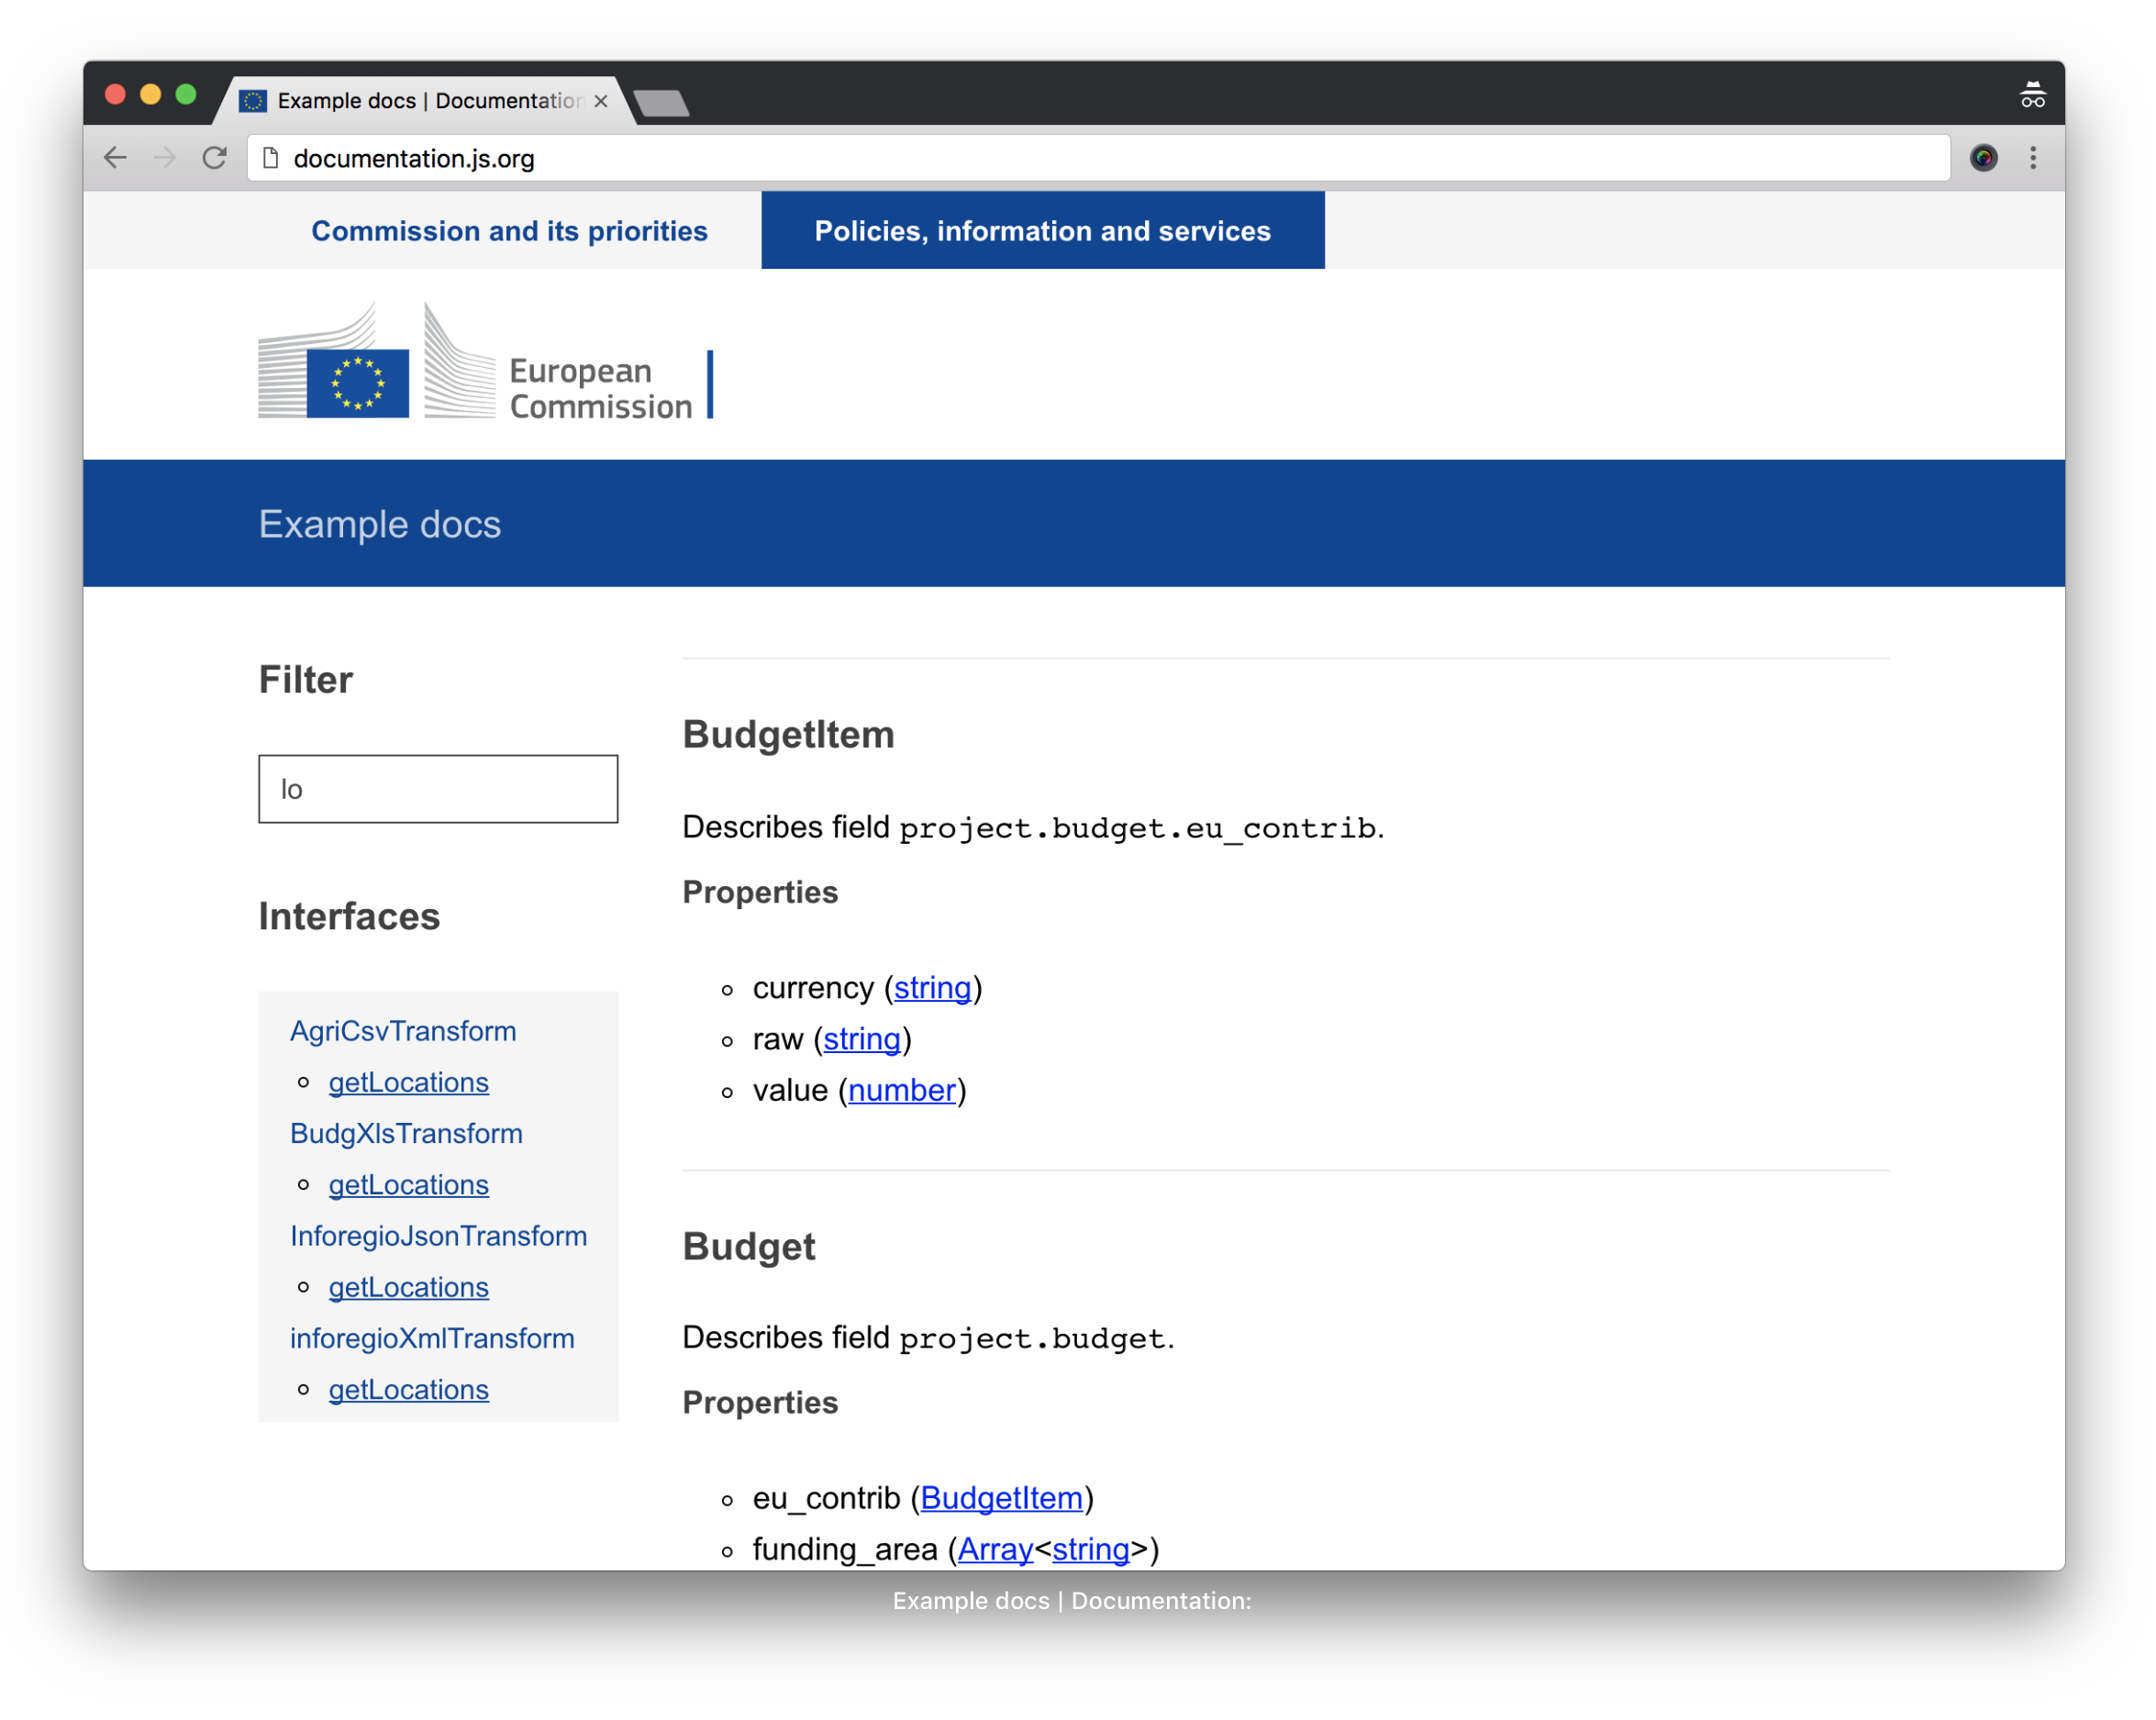 Example docs | Documentation
documentation.js.org
Commission and its priorities
Policies, information and services
European
Commission
Example docs
Filter
lo
Interfaces
AgriCsvTransform
getLocations
BudgXlsTransform
getLocations
InforegioJsonTransform
getLocations
inforegioXmlTransform
getLocations
BudgetItem
Describes field project.budget.eu_contrib.
Properties
currency (string)
raw (string)
value (number)
Budget
Describes field project.budget.
Properties
eu_contrib (BudgetItem)
funding_area (Array<string>)
Example docs | Documentation: